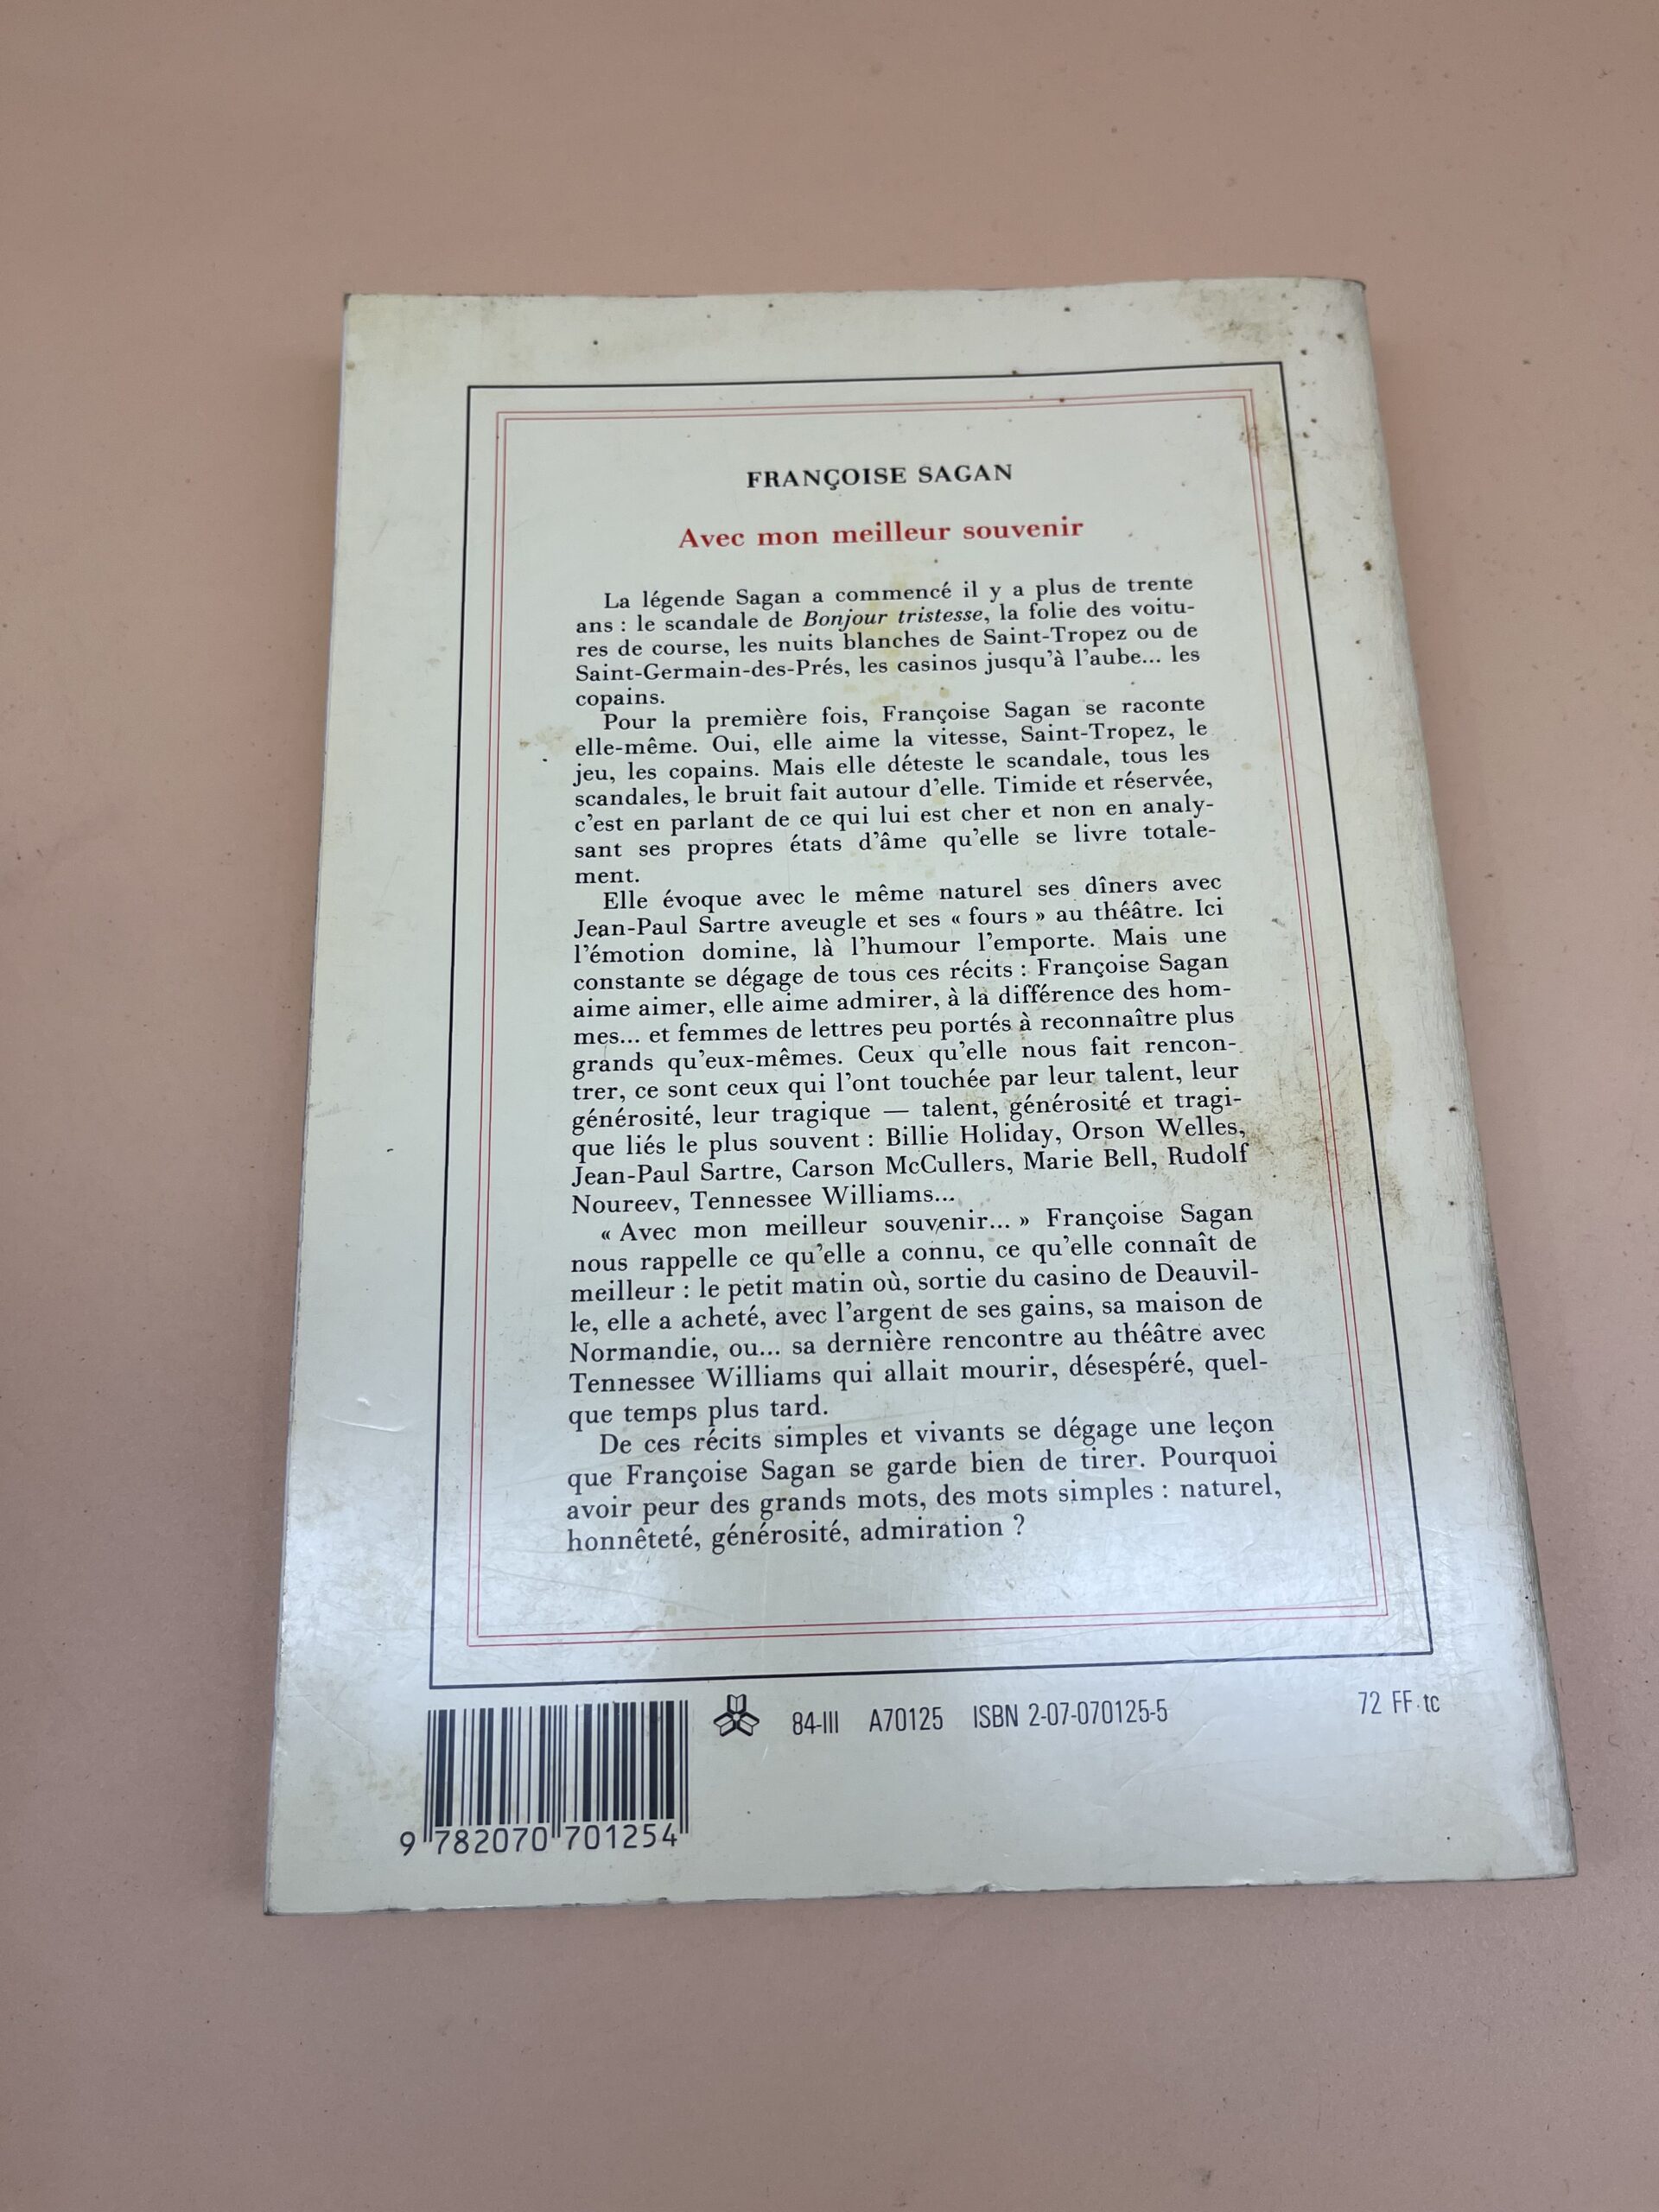 FRANÇOISE SAGAN
Avec mon meilleur souvenir
La légende Sagan a commencé il y a plus de trente
ans : le scandale de Bonjour tristesse, la folie des voitu-
res de course, les nuits blanches de Saint-Tropez ou de
Saint-Germain-des-Prés, les casinos jusqu'à l'aube... les
copains.
Pour la première fois, Françoise Sagan se raconte
elle-même. Oui, elle aime la vitesse, Saint-Tropez, le
jeu, les copains. Mais elle déteste le scandale, tous les
scandales, le bruit fait autour d'elle. Timide et réservée,
c'est en parlant de ce qui lui est cher et non en analy-
sant ses propres états d'âme qu'elle se livre totale-
ment.
Elle évoque avec le même naturel ses dîners avec
Jean-Paul Sartre aveugle et ses « fours » au théâtre. Ici
l'émotion domine, là l'humour l'emporte. Mais une
constante se dégage de tous ces récits : Françoise Sagan
aime aimer, elle aime admirer, à la différence des hom-
mes... et femmes de lettres peu portés à reconnaître plus
grands qu'eux-mêmes. Ceux qu'elle nous fait rencon-
trer, ce sont ceux qui l'ont touchée par leur talent, leur
générosité, leur tragique — talent, générosité et tragi-
que liés le plus souvent : Billie Holiday, Orson Welles,
Jean-Paul Sartre, Carson McCullers, Marie Bell, Rudolf
Noureev, Tennessee Williams...
« Avec mon meilleur souvenir... » Françoise Sagan
nous rappelle ce qu'elle a connu, ce qu'elle connaît de
meilleur : le petit matin où, sortie du casino de Deauvil-
le, elle a acheté, avec l'argent de ses gains, sa maison de
Normandie, ou... sa dernière rencontre au théâtre avec
Tennessee Williams qui allait mourir, désespéré, quel-
que temps plus tard.
De ces récits simples et vivants se dégage une leçon
que Françoise Sagan se garde bien de tirer. Pourquoi
avoir peur des grands mots, des mots simples : naturel,
honnêteté, générosité, admiration ?
84-III A70125 ISBN 2-07-070125-5 72 FF tc
9 782070 701254